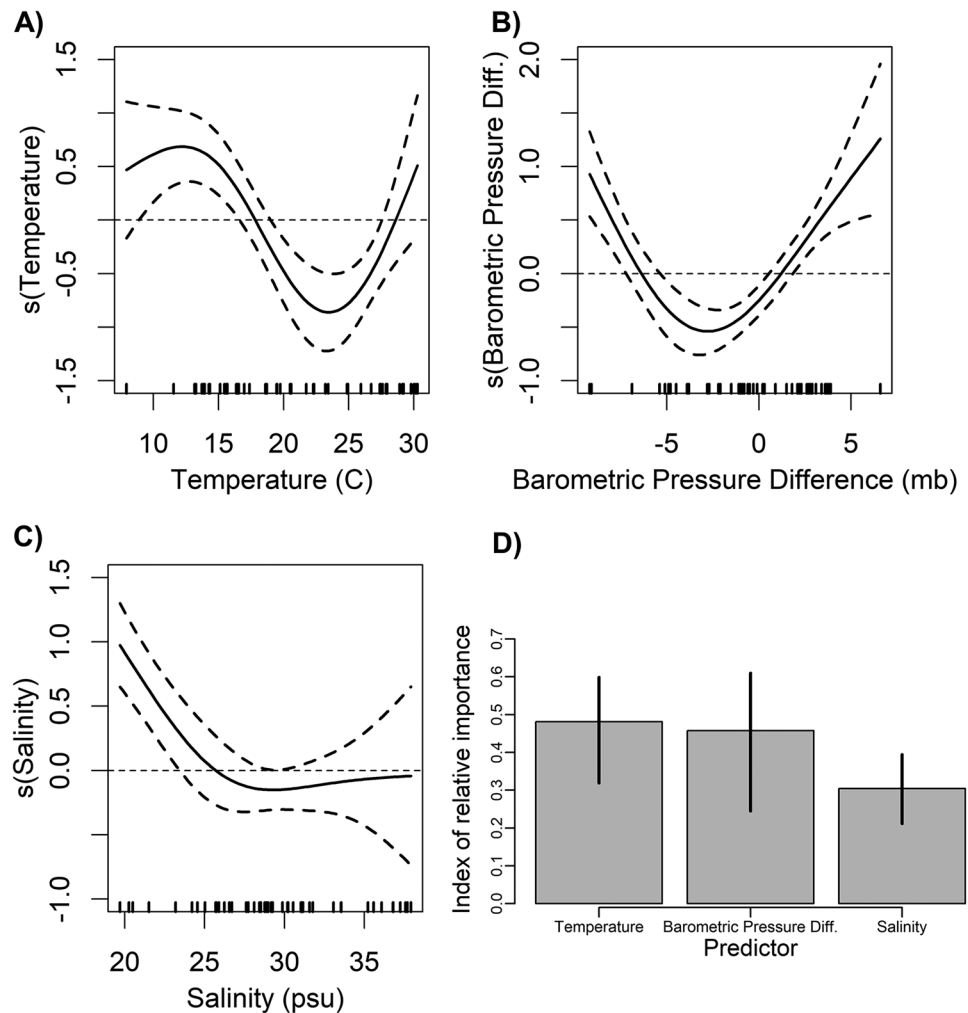 A)
s(Temperature)
1.5
0.5
-0.5
-1.5
10 15 20 25 30
Temperature (C)
B)
s(Barometric Pressure Diff.)
2.0
1.0
0.0
-1.0
-5 0 5
Barometric Pressure Difference (mb)
C)
s(Salinity)
1.5
1.0
0.5
0.0
-1.0
20 25 30 35
Salinity (psu)
D)
Index of relative importance
0.7
0.6
0.5
0.4
0.3
0.2
0.1
0.0
Temperature Barometric Pressure Diff. Salinity
Predictor